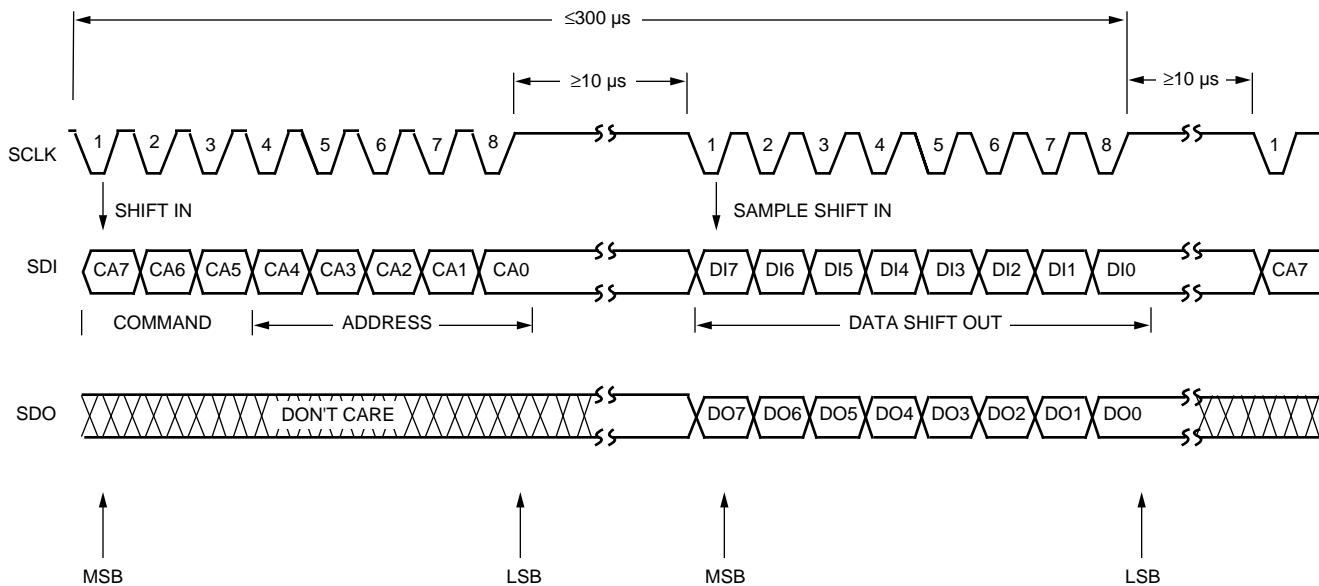 ≤300 µs
≥10 µs ≥10 µs
SCLK 1 2 3 4 5 6 7 8 1 2 3 4 5 6 7 8 1
SHIFT IN SAMPLE SHIFT IN
SDI CA7 CA6 CA5 CA4 CA3 CA2 CA1 CA0 DI7 DI6 DI5 DI4 DI3 DI2 DI1 DI0 CA7
COMMAND ADDRESS DATA SHIFT OUT
SDO DON'T CARE DO7 DO6 DO5 DO4 DO3 DO2 DO1 DO0
MSB LSB MSB LSB